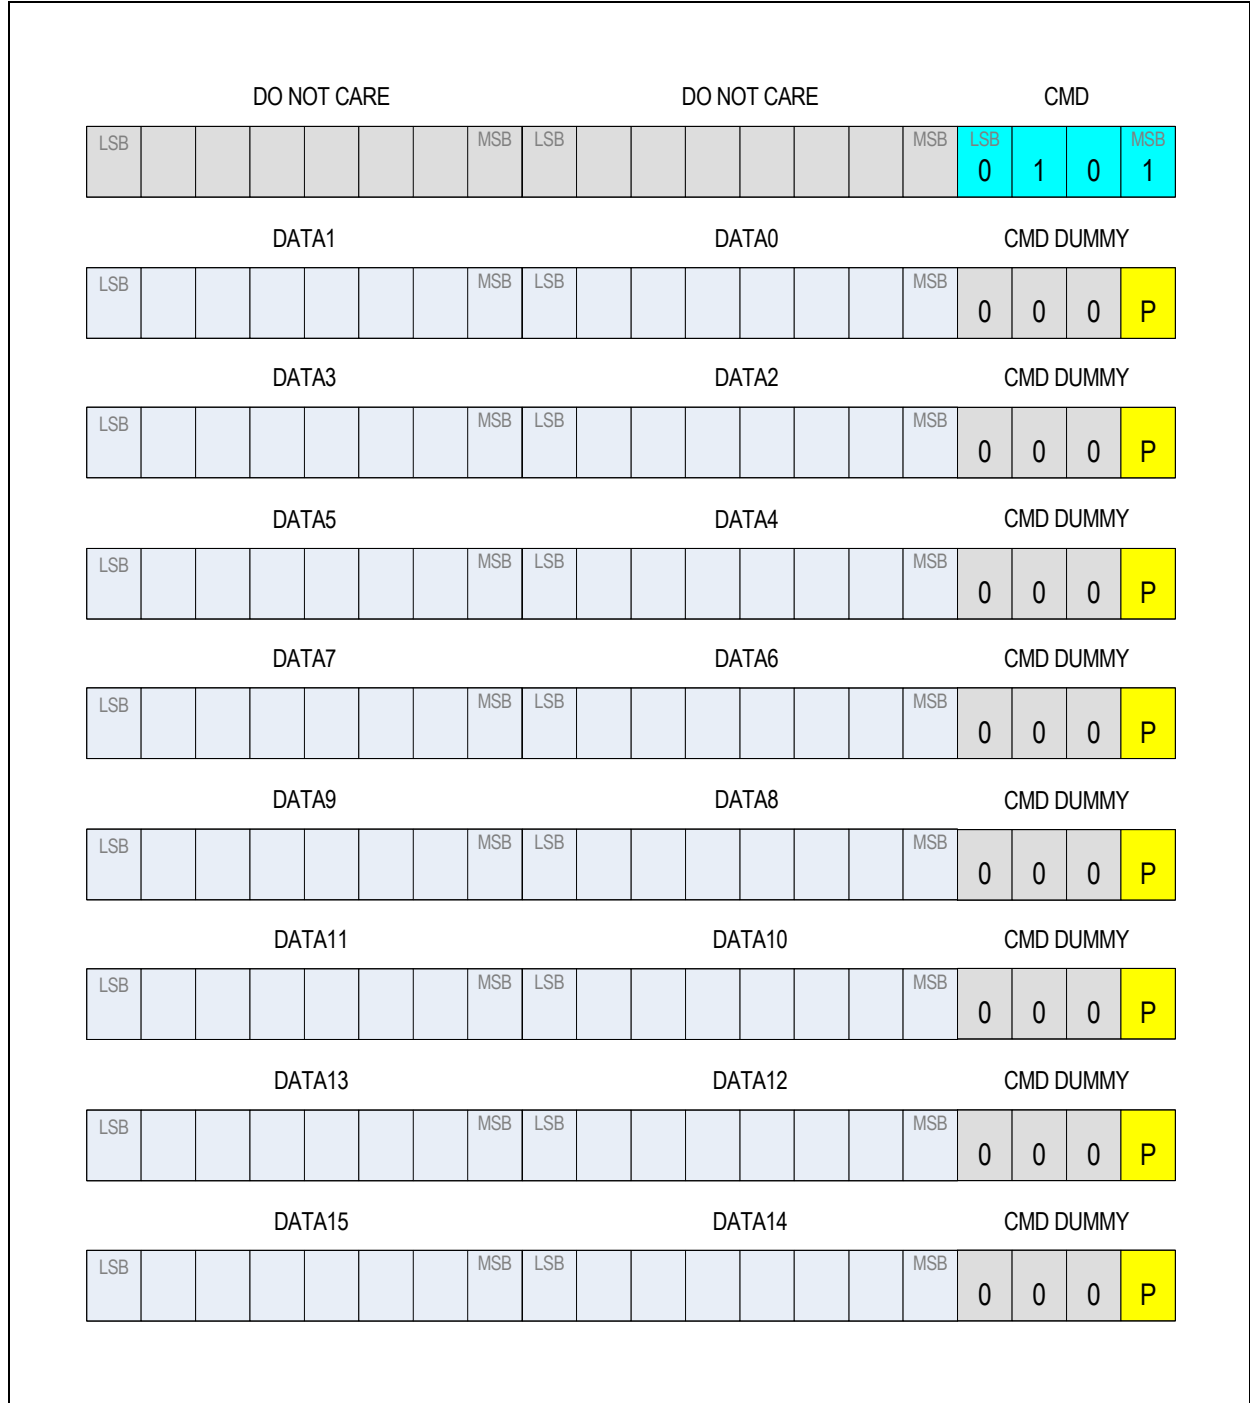 DO NOT CARE DO NOT CARE CMD
LSB MSB LSB MSB LSB MSB
0 1 0 1
DATA1 DATA0 CMD DUMMY
LSB MSB LSB MSB
0 0 0 P
DATA3 DATA2 CMD DUMMY
LSB MSB LSB MSB
0 0 0 P
DATA5 DATA4 CMD DUMMY
LSB MSB LSB MSB
0 0 0 P
DATA7 DATA6 CMD DUMMY
LSB MSB LSB MSB
0 0 0 P
DATA9 DATA8 CMD DUMMY
LSB MSB LSB MSB
0 0 0 P
DATA11 DATA10 CMD DUMMY
LSB MSB LSB MSB
0 0 0 P
DATA13 DATA12 CMD DUMMY
LSB MSB LSB MSB
0 0 0 P
DATA15 DATA14 CMD DUMMY
LSB MSB LSB MSB
0 0 0 P